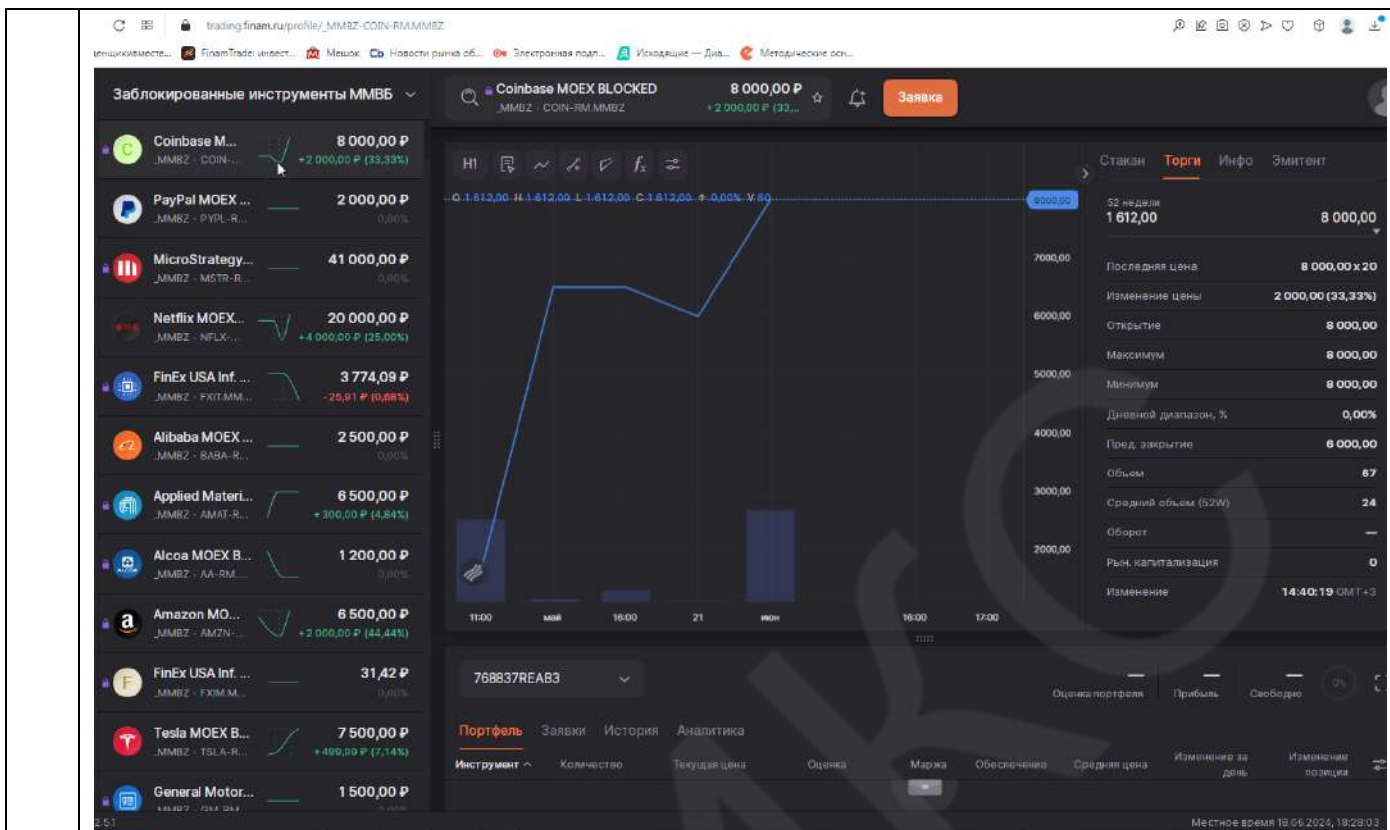 trading.finam.ru/profile/_MMBZ-COIN-RM.MMBZ
ценщикивместе... FinamTrade: инвест... Мешок Новости рынка об... Электронная подп... Исходящие — Диа... Методические осн...
Заблокированные инструменты ММВБ
Coinbase MOEX BLOCKED 8 000,00 ₽
_MMBZ · COIN-RM.MMBZ +2 000,00 ₽ (33,...
Заявка
Coinbase M... 8 000,00 ₽
_MMBZ · COIN-... +2 000,00 ₽ (33,33%)
PayPal MOEX ... 2 000,00 ₽
_MMBZ · PYPL-R... 0,00%
MicroStrategy... 41 000,00 ₽
_MMBZ · MSTR-R... 0,00%
Netflix MOEX... 20 000,00 ₽
_MMBZ · NFLX-... +4 000,00 ₽ (25,00%)
FinEx USA Inf. ... 3 774,09 ₽
_MMBZ · FXIT.MM... -25,91 ₽ (0,68%)
Alibaba MOEX ... 2 500,00 ₽
_MMBZ · BABA-R... 0,00%
Applied Materi... 6 500,00 ₽
_MMBZ · AMAT-R... +300,00 ₽ (4,84%)
Alcoa MOEX B... 1 200,00 ₽
_MMBZ · AA-RM.... 0,00%
Amazon MO... 6 500,00 ₽
_MMBZ · AMZN-... +2 000,00 ₽ (44,44%)
FinEx USA Inf. ... 31,42 ₽
_MMBZ · FXIM.M... 0,00%
Tesla MOEX B... 7 500,00 ₽
_MMBZ · TSLA-R... +499,99 ₽ (7,14%)
General Motor... 1 500,00 ₽
_MMBZ · GM-RM...
2.5.1
H1
O 1 612,00 H 1 612,00 L 1 612,00 C 1 612,00 0,00% V 50
8000,00
7000,00
6000,00
5000,00
4000,00
3000,00
2000,00
11:00 май 16:00 21 июн 16:00 17:00
Стакан Торги Инфо Эмитент
52 недели
1 612,00 8 000,00
Последняя цена 8 000,00 x 20
Изменение цены 2 000,00 (33,33%)
Открытие 8 000,00
Максимум 8 000,00
Минимум 8 000,00
Дневной диапазон, % 0,00%
Пред. закрытие 6 000,00
Объем 67
Средний объем (52W) 24
Оборот —
Рын. капитализация 0
Изменение 14:40:19 GMT+3
768837REAB3
Оценка портфеля — Прибыль — Свободно — 0%
Портфель Заявки История Аналитика
Инструмент Количество Текущая цена Оценка Маржа Обеспечение Средняя цена Изменение за день Изменение позиции
Местное время 18.06.2024, 18:28:03